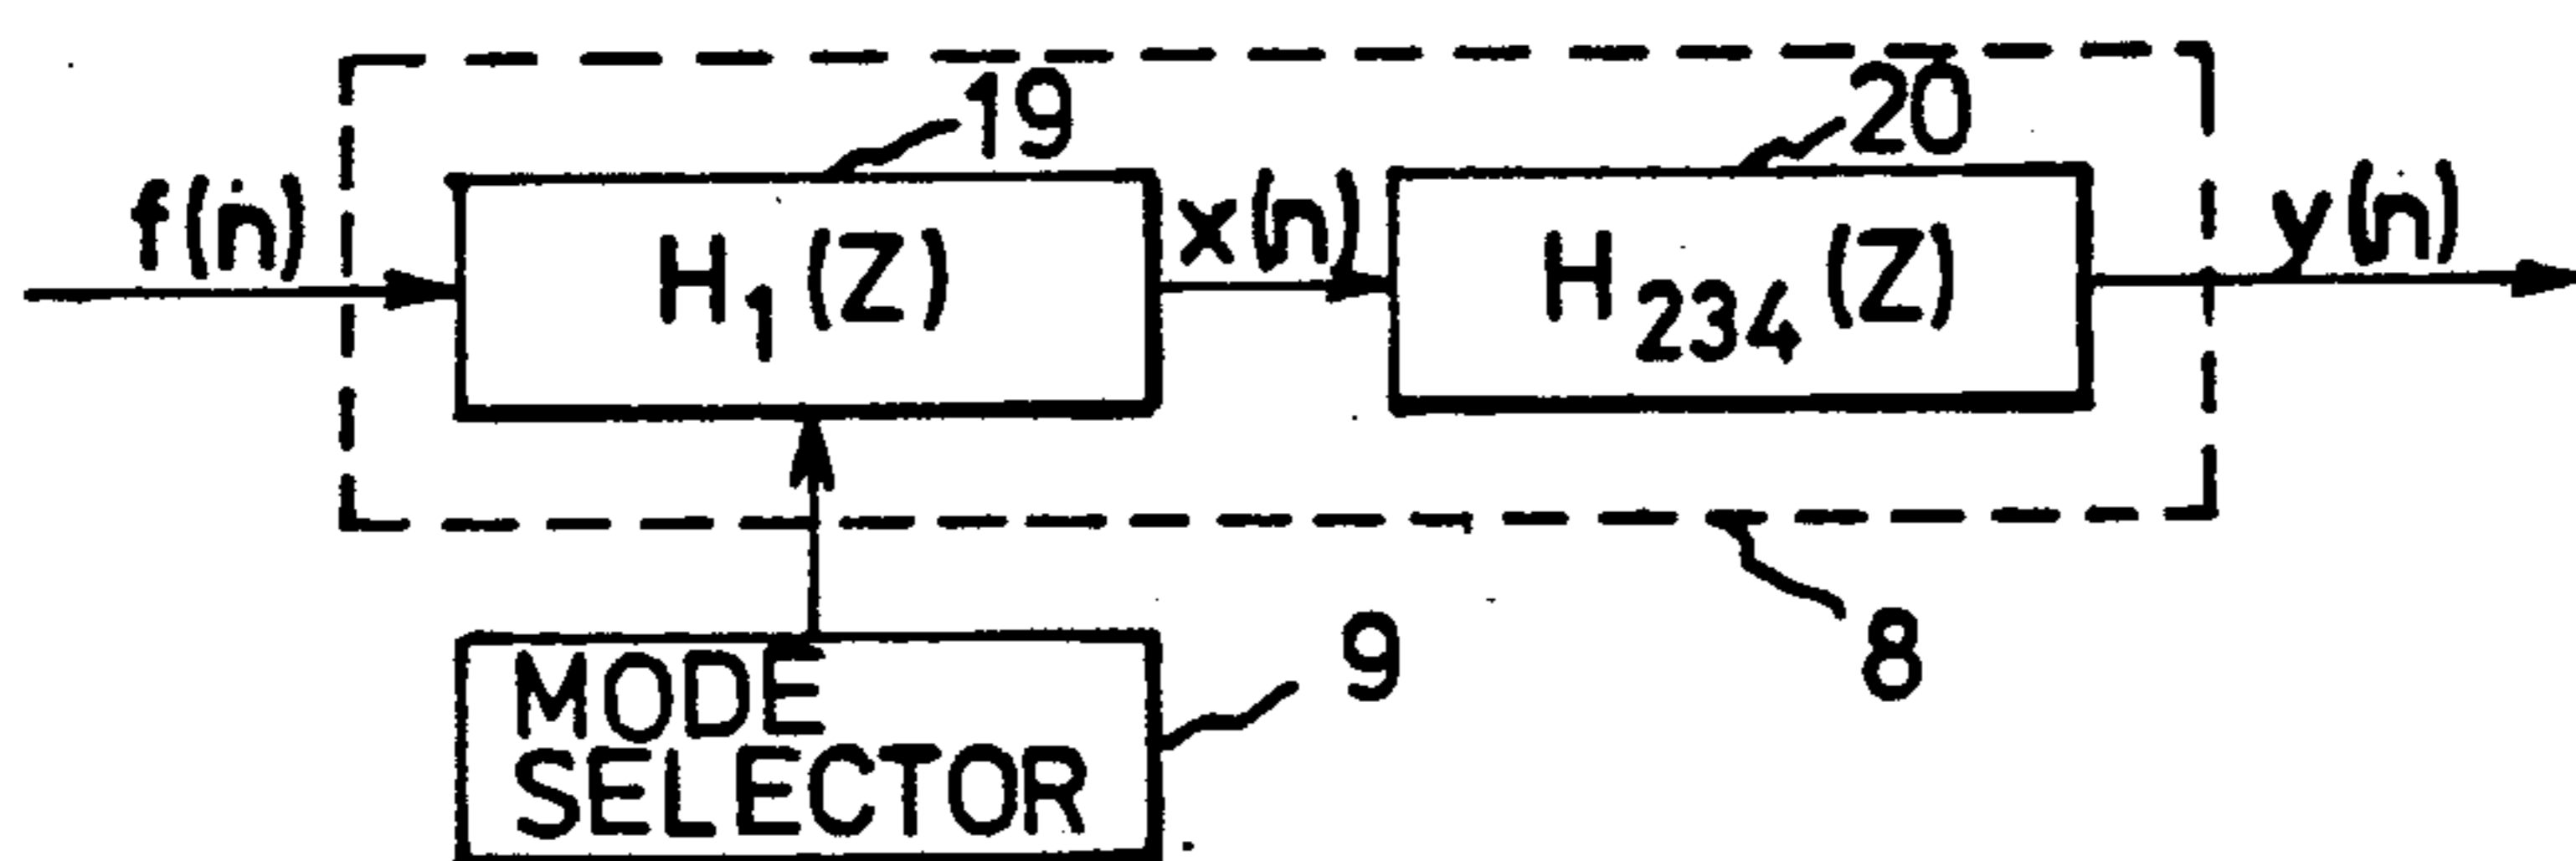 19
20
f(n)
H1(Z)
x(n)
H234(Z)
y(n)
MODE
SELECTOR
9
8